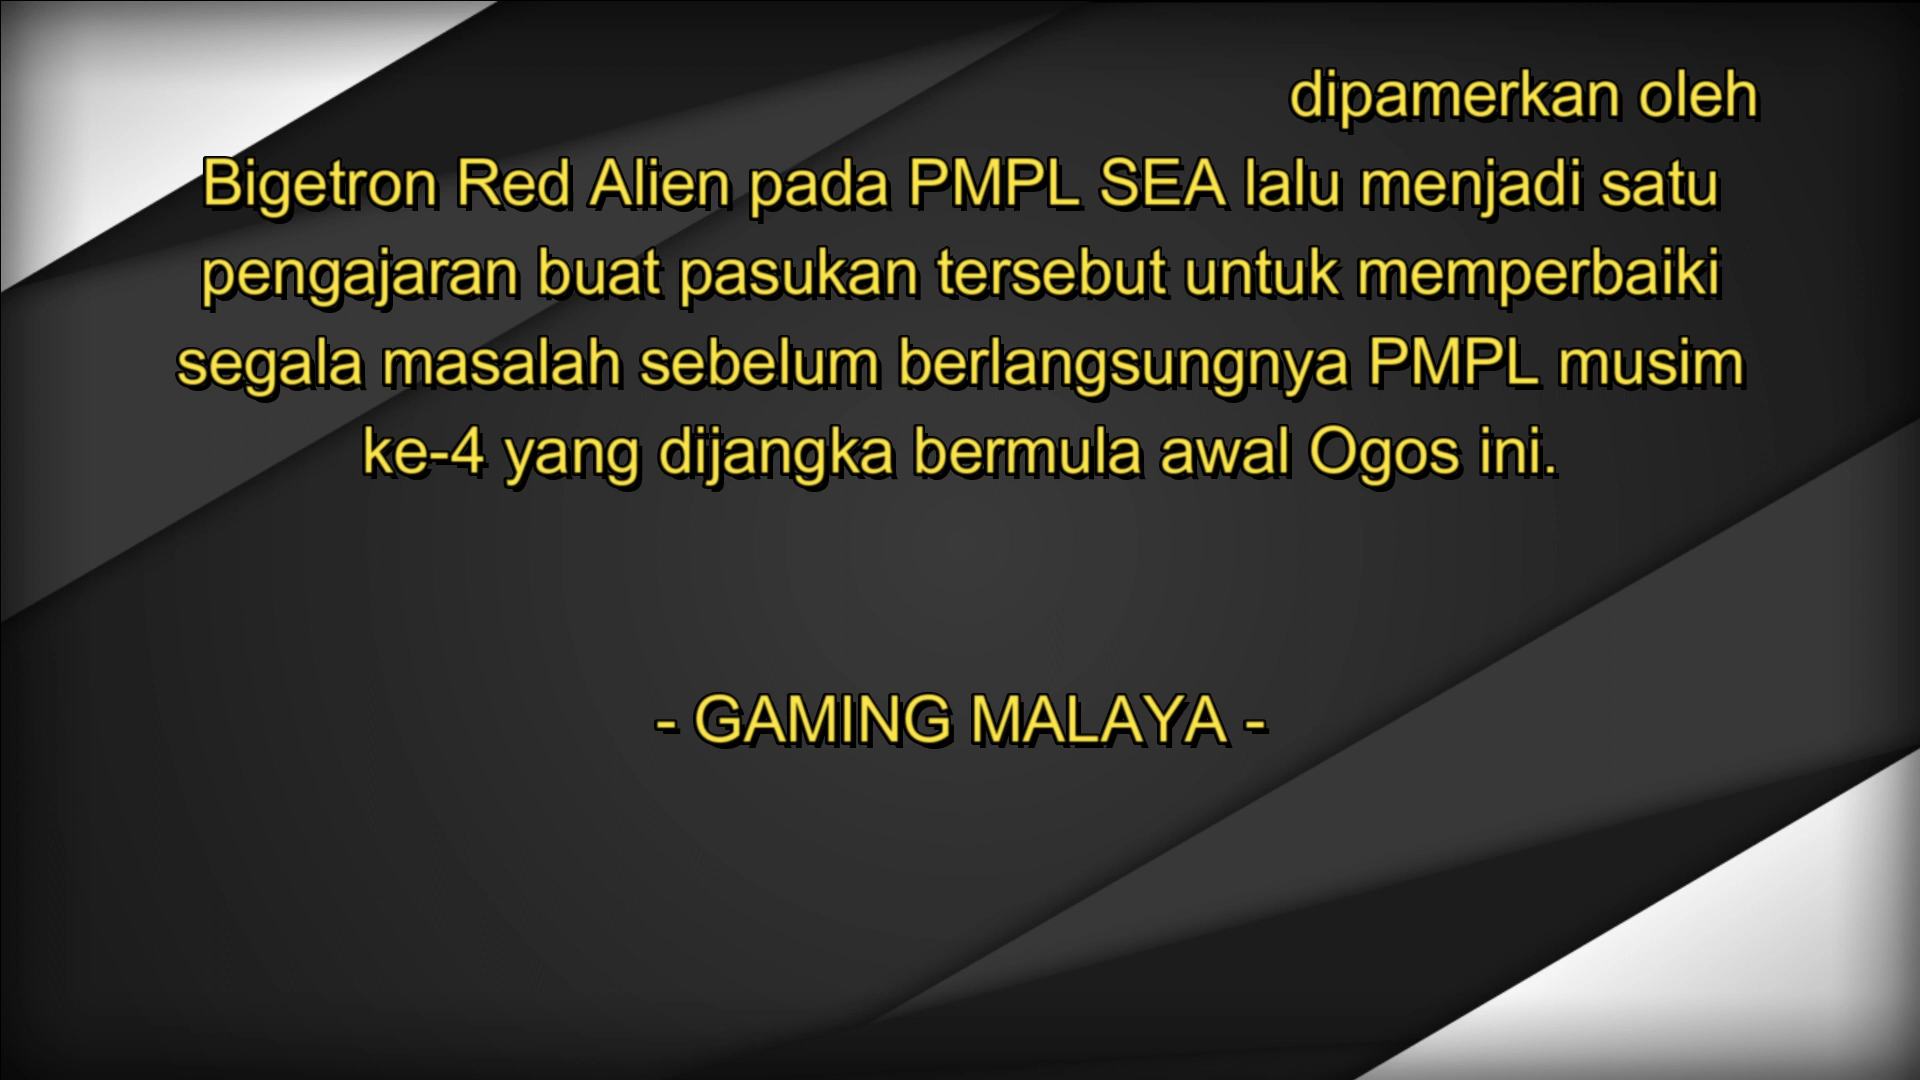 dipamerkan oleh
Bigetron Red Alien pada PMPL SEA lalu menjadi satu
pengajaran buat pasukan tersebut untuk memperbaiki
segala masalah sebelum berlangsungnya PMPL musim
ke-4 yang dijangka bermula awal Ogos ini.
- GAMING MALAYA -